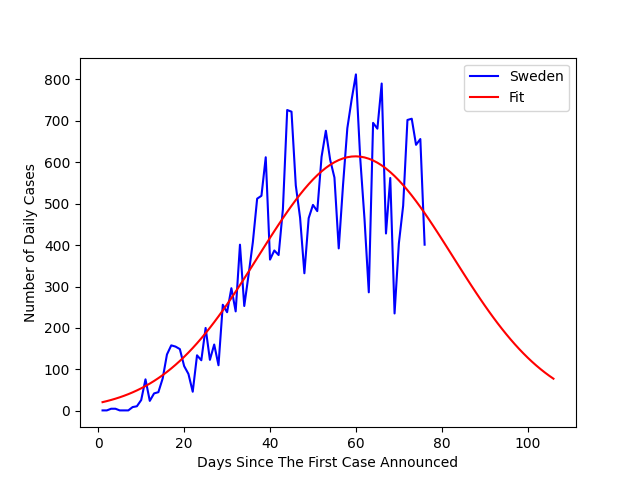 Sweden
Fit
800
700
600
500
400
300
200
100
0
Number of Daily Cases
0 20 40 60 80 100
Days Since The First Case Announced